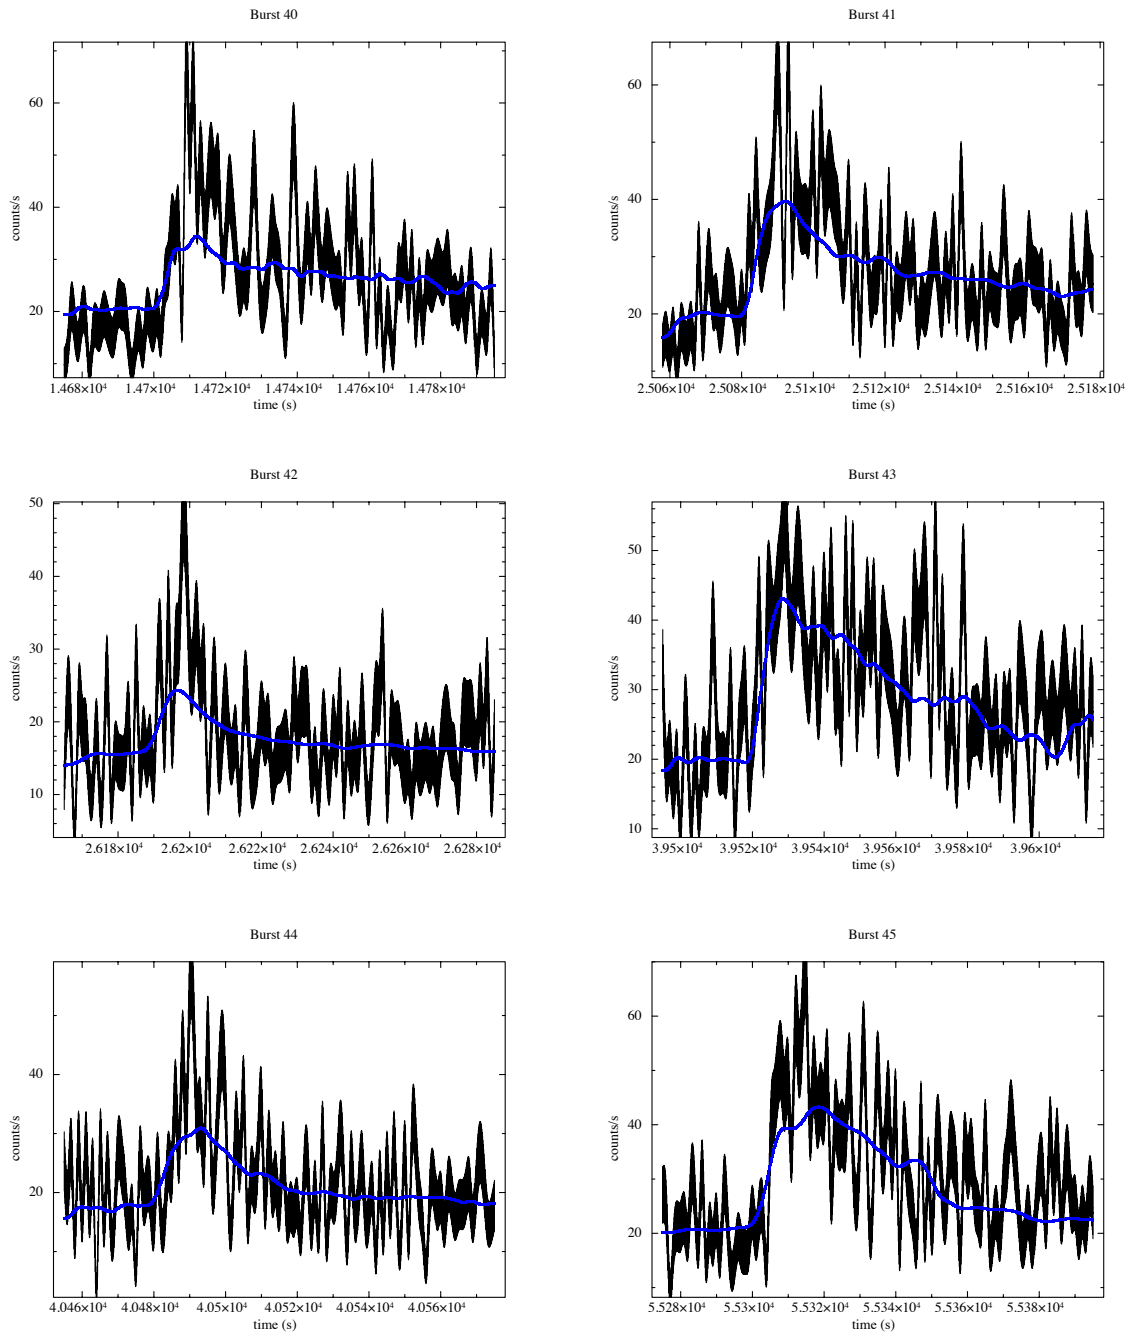 Burst 40
counts/s
60
40
20
1.468×10⁴ 1.470×10⁴ 1.472×10⁴ 1.474×10⁴ 1.476×10⁴ 1.478×10⁴
time (s)
Burst 41
counts/s
60
40
20
2.506×10⁴ 2.508×10⁴ 2.51×10⁴ 2.512×10⁴ 2.514×10⁴ 2.516×10⁴ 2.518×10⁴
time (s)
Burst 42
counts/s
50
40
30
20
10
2.618×10⁴ 2.62×10⁴ 2.622×10⁴ 2.624×10⁴ 2.626×10⁴ 2.628×10⁴
time (s)
Burst 43
counts/s
50
40
30
20
10
3.95×10⁴ 3.952×10⁴ 3.954×10⁴ 3.956×10⁴ 3.958×10⁴ 3.96×10⁴
time (s)
Burst 44
counts/s
40
20
4.046×10⁴ 4.048×10⁴ 4.05×10⁴ 4.052×10⁴ 4.054×10⁴ 4.056×10⁴
time (s)
Burst 45
counts/s
60
40
20
5.528×10⁴ 5.53×10⁴ 5.532×10⁴ 5.534×10⁴ 5.536×10⁴ 5.538×10⁴
time (s)